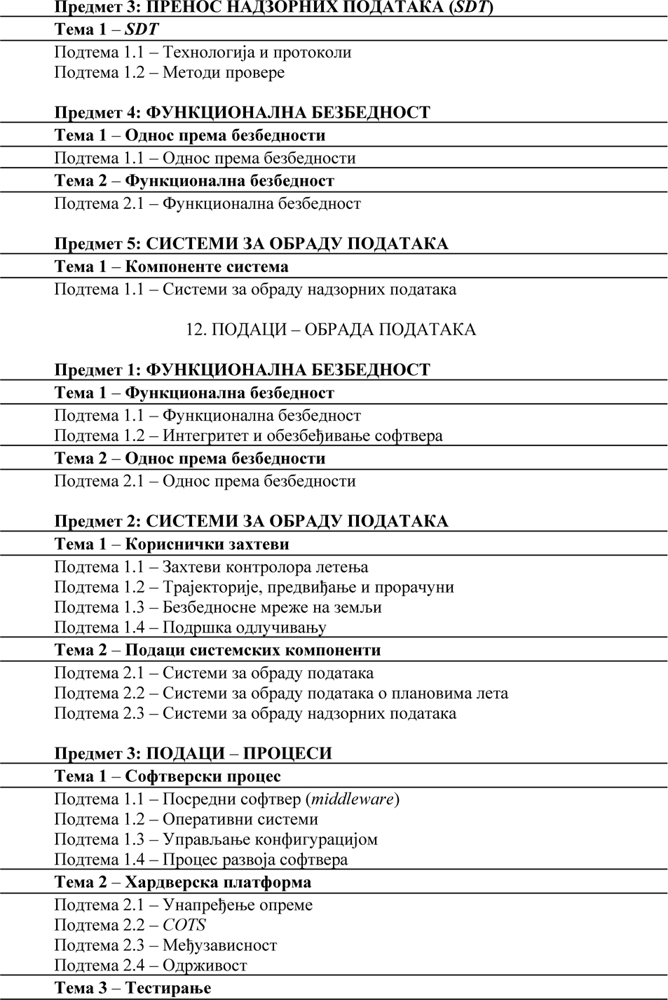 Предмет 3: ПРЕНОС НАДЗОРНИХ ПОДАТАКА (SDT)
Тема 1 – SDT
Подтема 1.1 – Технологија и протоколи
Подтема 1.2 – Методи провере
Предмет 4: ФУНКЦИОНАЛНА БЕЗБЕДНОСТ
Тема 1 – Однос према безбедности
Подтема 1.1 – Однос према безбедности
Тема 2 – Функционална безбедност
Подтема 2.1 – Функционална безбедност
Предмет 5: СИСТЕМИ ЗА ОБРАДУ ПОДАТАКА
Тема 1 – Компоненте система
Подтема 1.1 – Системи за обраду надзорних података
12. ПОДАЦИ – ОБРАДА ПОДАТАКА
Предмет 1: ФУНКЦИОНАЛНА БЕЗБЕДНОСТ
Тема 1 – Функционална безбедност
Подтема 1.1 – Функционална безбедност
Подтема 1.2 – Интегритет и обезбеђивање софтвера
Тема 2 – Однос према безбедности
Подтема 2.1 – Однос према безбедности
Предмет 2: СИСТЕМИ ЗА ОБРАДУ ПОДАТАКА
Тема 1 – Кориснички захтеви
Подтема 1.1 – Захтеви контролора летења
Подтема 1.2 – Трајекторије, предвиђање и прорачуни
Подтема 1.3 – Безбедносне мреже на земљи
Подтема 1.4 – Подршка одлучивању
Тема 2 – Подаци системских компоненти
Подтема 2.1 – Системи за обраду података
Подтема 2.2 – Системи за обраду података о плановима лета
Подтема 2.3 – Системи за обраду надзорних података
Предмет 3: ПОДАЦИ – ПРОЦЕСИ
Тема 1 – Софтверски процес
Подтема 1.1 – Посредни софтвер (middleware)
Подтема 1.2 – Оперативни системи
Подтема 1.3 – Управљање конфигурацијом
Подтема 1.4 – Процес развоја софтвера
Тема 2 – Хардверска платформа
Подтема 2.1 – Унапређење опреме
Подтема 2.2 – COTS
Подтема 2.3 – Међузависност
Подтема 2.4 – Одрживост
Тема 3 – Тестирање